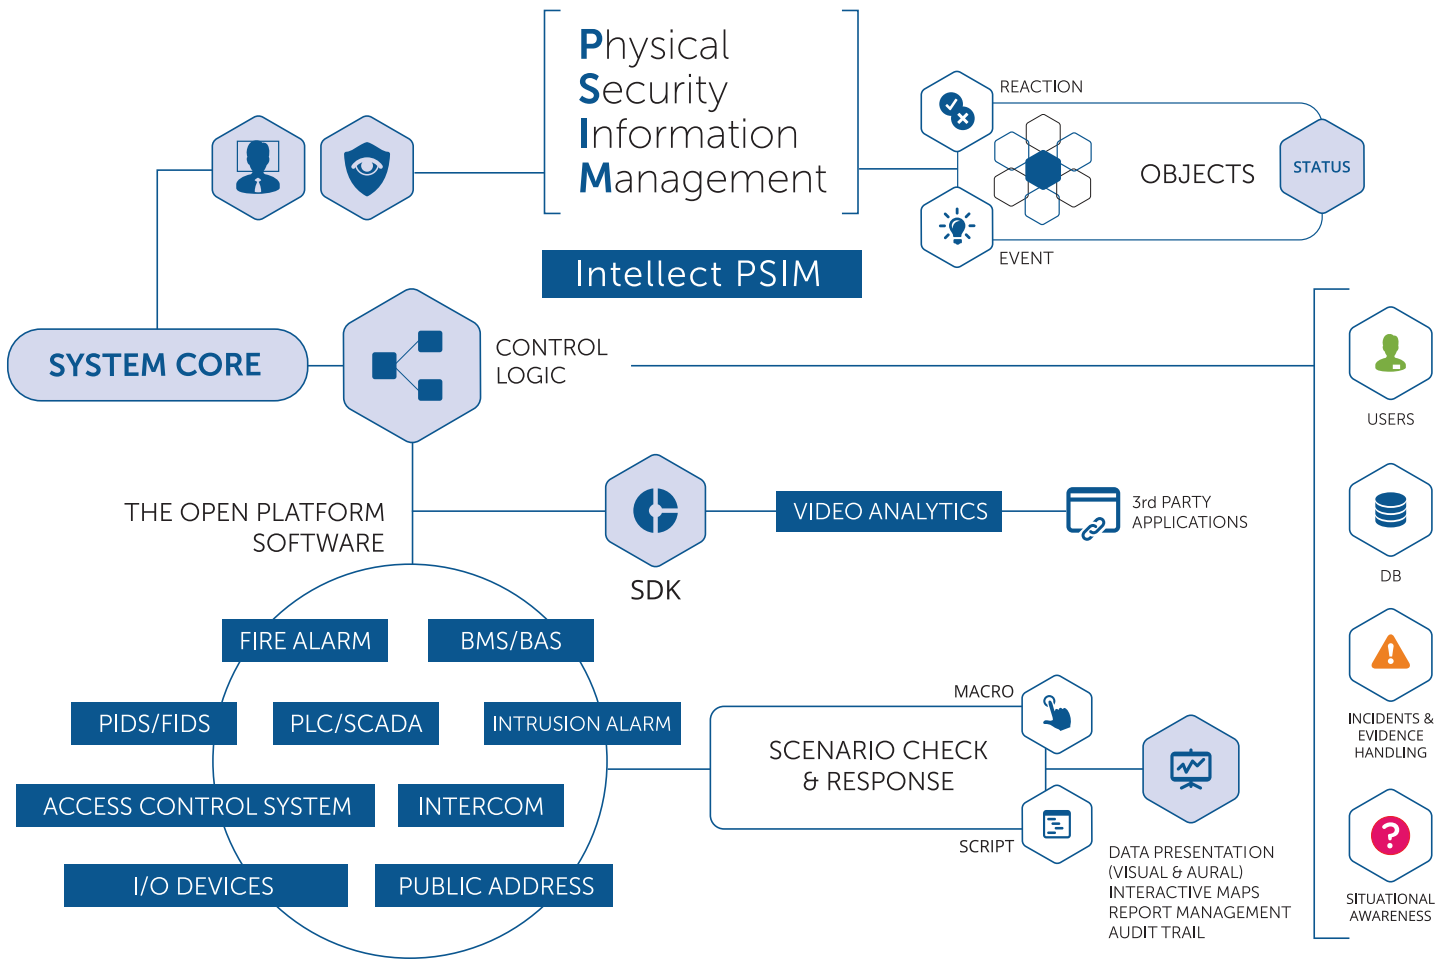 Physical
Security
Information
Management
REACTION
OBJECTS
STATUS
EVENT
Intellect PSIM
SYSTEM CORE
CONTROL
LOGIC
USERS
THE OPEN PLATFORM
SOFTWARE
SDK
VIDEO ANALYTICS
3rd PARTY
APPLICATIONS
DB
FIRE ALARM
BMS/BAS
PIDS/FIDS
PLC/SCADA
INTRUSION ALARM
ACCESS CONTROL SYSTEM
INTERCOM
I/O DEVICES
PUBLIC ADDRESS
MACRO
SCENARIO CHECK
& RESPONSE
SCRIPT
DATA PRESENTATION
(VISUAL & AURAL)
INTERACTIVE MAPS
REPORT MANAGEMENT
AUDIT TRAIL
INCIDENTS &
EVIDENCE
HANDLING
?
SITUATIONAL
AWARENESS